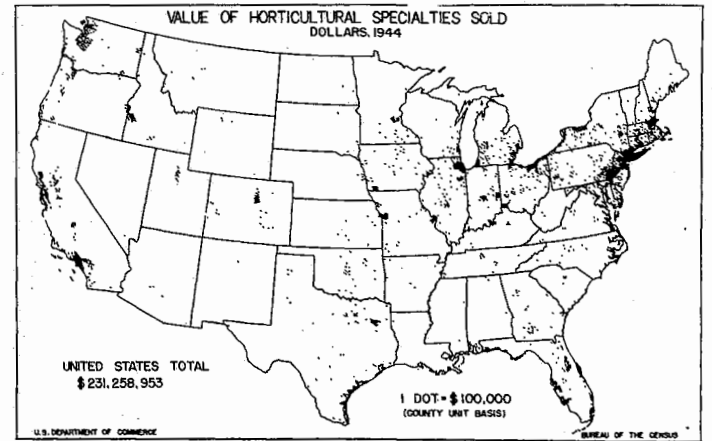 VALUE OF HORTICULTURAL SPECIALTIES SOLD
DOLLARS, 1944
UNITED STATES TOTAL
$231,258,953
1 DOT = $100,000
(COUNTY UNIT BASIS)
U.S. DEPARTMENT OF COMMERCE
BUREAU OF THE CENSUS